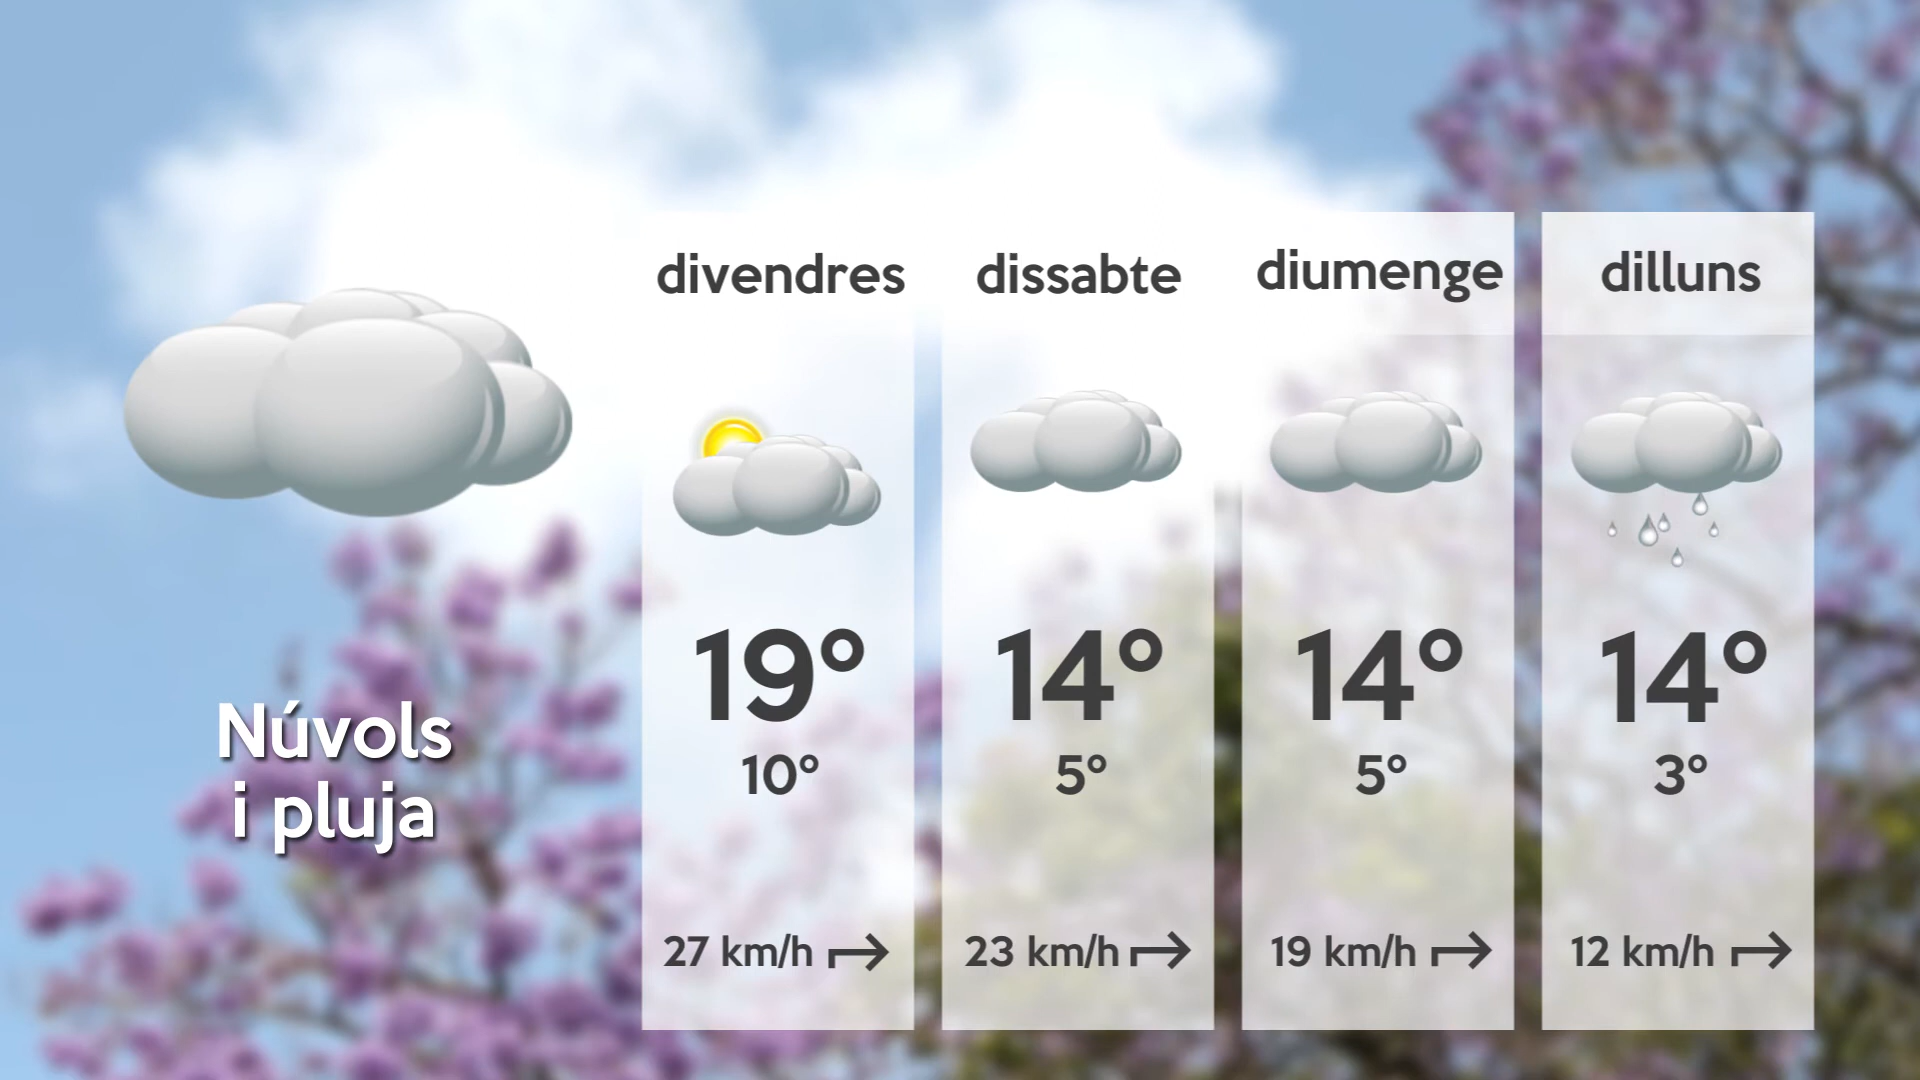 Núvols
i pluja
divendres
19°
10°
27 km/h
dissabte
14°
5°
23 km/h
diumenge
14°
5°
19 km/h
dilluns
14°
3°
12 km/h